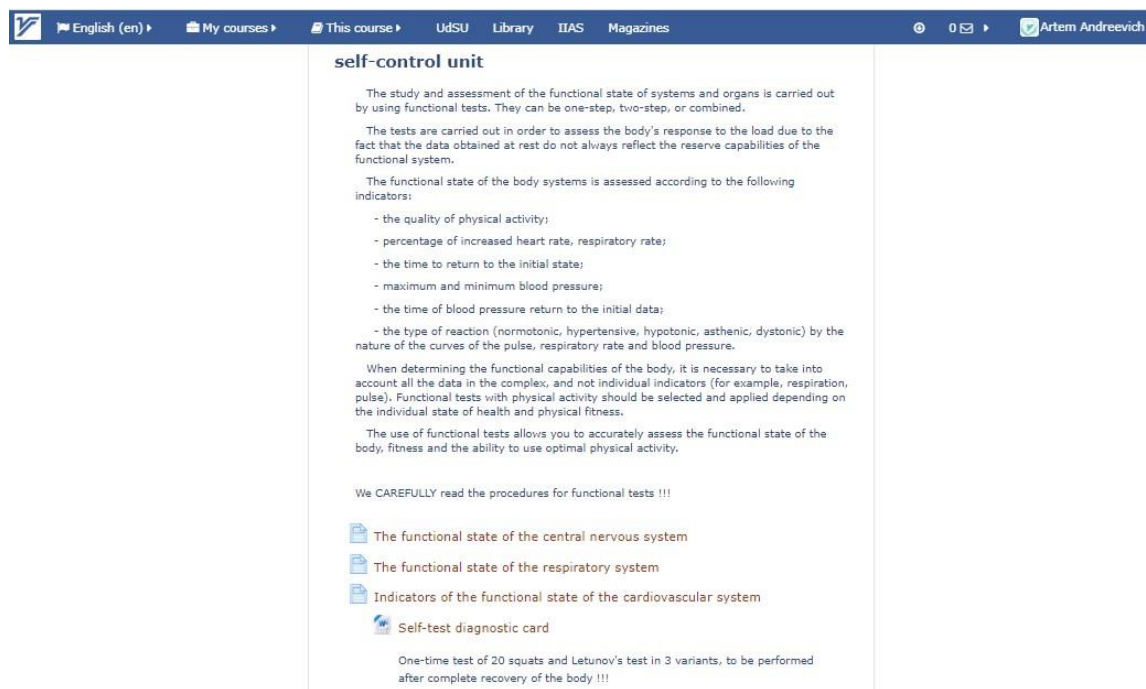 English (en) My courses This course UdSU Library IIAS Magazines 0 Artem Andreevich
self-control unit
The study and assessment of the functional state of systems and organs is carried out
by using functional tests. They can be one-step, two-step, or combined.
The tests are carried out in order to assess the body's response to the load due to the
fact that the data obtained at rest do not always reflect the reserve capabilities of the
functional system.
The functional state of the body systems is assessed according to the following
indicators:
- the quality of physical activity;
- percentage of increased heart rate, respiratory rate;
- the time to return to the initial state;
- maximum and minimum blood pressure;
- the time of blood pressure return to the initial data;
- the type of reaction (normotonic, hypertensive, hypotonic, asthenic, dystonic) by the
nature of the curves of the pulse, respiratory rate and blood pressure.
When determining the functional capabilities of the body, it is necessary to take into
account all the data in the complex, and not individual indicators (for example, respiration,
pulse). Functional tests with physical activity should be selected and applied depending on
the individual state of health and physical fitness.
The use of functional tests allows you to accurately assess the functional state of the
body, fitness and the ability to use optimal physical activity.
We CAREFULLY read the procedures for functional tests !!!
The functional state of the central nervous system
The functional state of the respiratory system
Indicators of the functional state of the cardiovascular system
Self-test diagnostic card
One-time test of 20 squats and Letunov's test in 3 variants, to be performed
after complete recovery of the body !!!